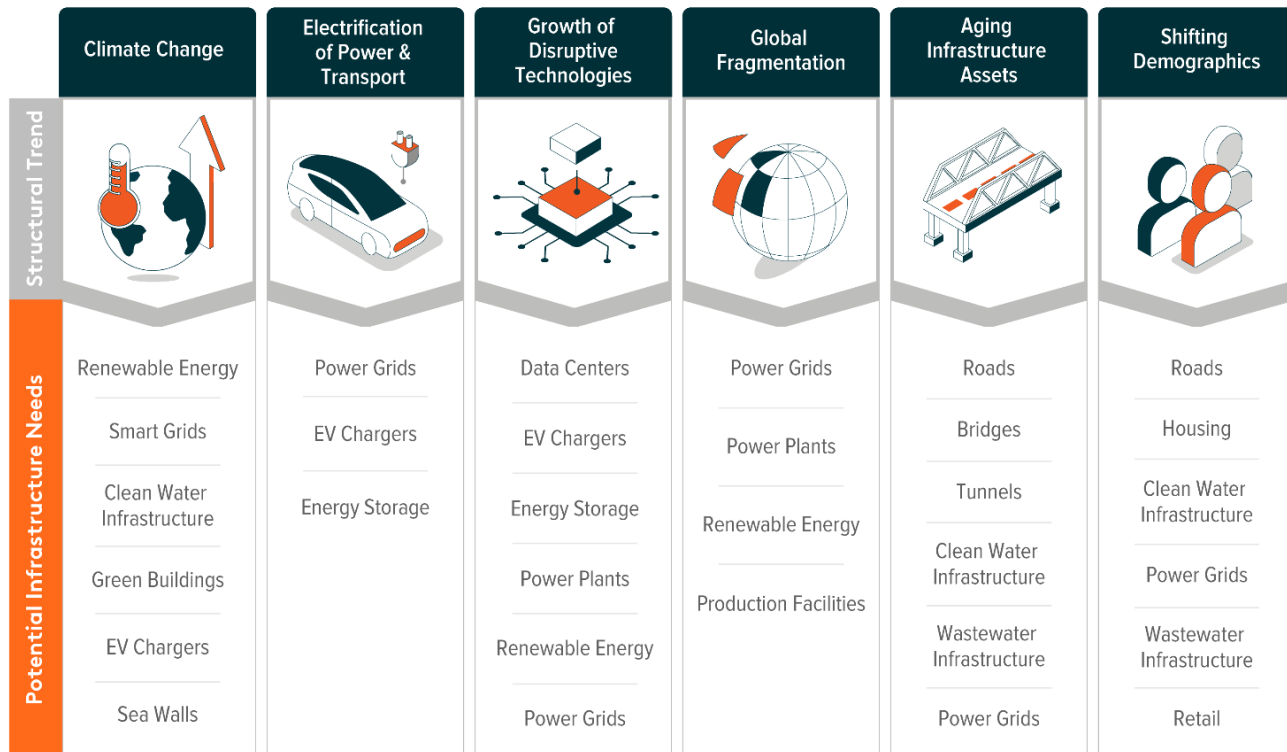 Climate Change
Electrification
of Power &
Transport
Growth of
Disruptive
Technologies
Global
Fragmentation
Aging
Infrastructure
Assets
Shifting
Demographics
Structural Trend
Potential Infrastructure Needs
Renewable Energy
Smart Grids
Clean Water
Infrastructure
Green Buildings
EV Chargers
Sea Walls
Power Grids
EV Chargers
Energy Storage
Data Centers
EV Chargers
Energy Storage
Power Plants
Renewable Energy
Power Grids
Power Grids
Power Plants
Renewable Energy
Production Facilities
Roads
Bridges
Tunnels
Clean Water
Infrastructure
Wastewater
Infrastructure
Power Grids
Roads
Housing
Clean Water
Infrastructure
Power Grids
Wastewater
Infrastructure
Retail